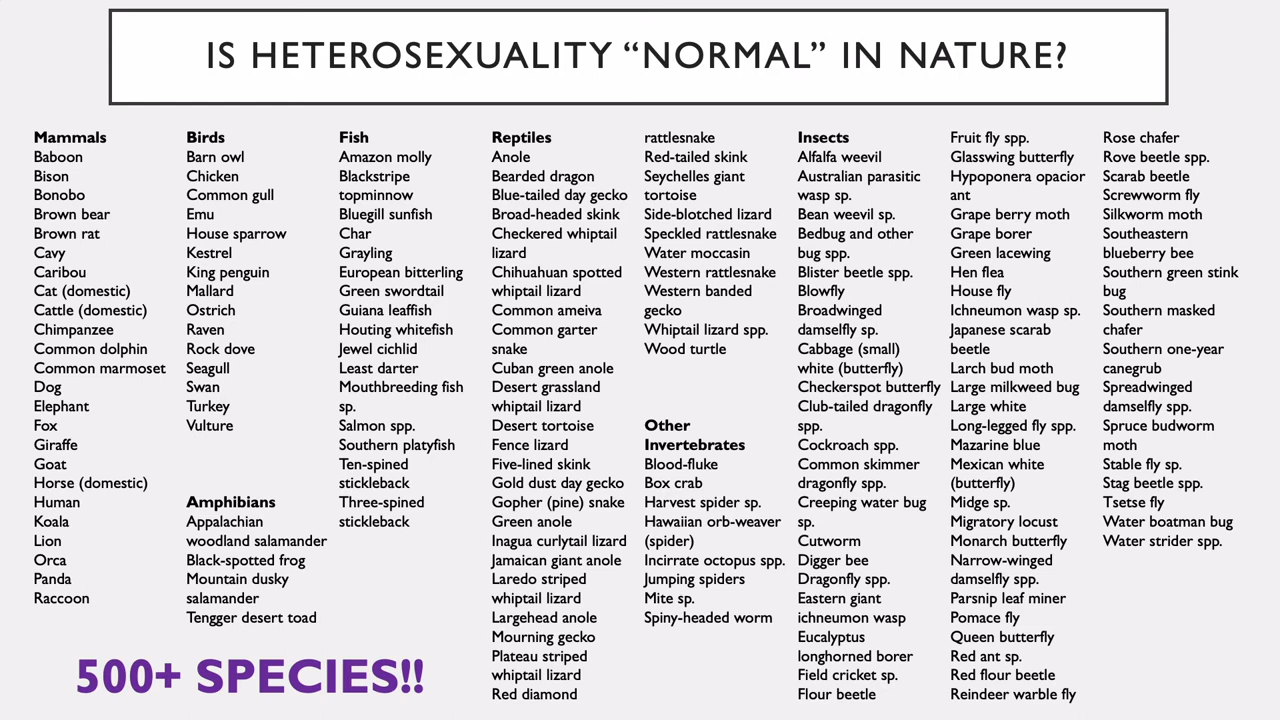 IS HETEROSEXUALITY “NORMAL” IN NATURE?
Mammals
Baboon
Bison
Bonobo
Brown bear
Brown rat
Cavy
Caribou
Cat (domestic)
Cattle (domestic)
Chimpanzee
Common dolphin
Common marmoset
Dog
Elephant
Fox
Giraffe
Goat
Horse (domestic)
Human
Koala
Lion
Orca
Panda
Raccoon
Birds
Barn owl
Chicken
Common gull
Emu
House sparrow
Kestrel
King penguin
Mallard
Ostrich
Raven
Rock dove
Seagull
Swan
Turkey
Vulture
Amphibians
Appalachian
woodland salamander
Black-spotted frog
Mountain dusky
salamander
Tengger desert toad
Fish
Amazon molly
Blackstripe
topminnow
Bluegill sunfish
Char
Grayling
European bitterling
Green swordtail
Guiana leaffish
Houting whitefish
Jewel cichlid
Least darter
Mouthbreeding fish
sp.
Salmon spp.
Southern platyfish
Ten-spined
stickleback
Three-spined
stickleback
Reptiles
Anole
Bearded dragon
Blue-tailed day gecko
Broad-headed skink
Checkered whiptail
lizard
Chihuahuan spotted
whiptail lizard
Common ameiva
Common garter
snake
Cuban green anole
Desert grassland
whiptail lizard
Desert tortoise
Fence lizard
Five-lined skink
Gold dust day gecko
Gopher (pine) snake
Green anole
Inagua curlytail lizard
Jamaican giant anole
Laredo striped
whiptail lizard
Largehead anole
Mourning gecko
Plateau striped
whiptail lizard
Red diamond
rattlesnake
Red-tailed skink
Seychelles giant
tortoise
Side-blotched lizard
Speckled rattlesnake
Water moccasin
Western rattlesnake
Western banded
gecko
Whiptail lizard spp.
Wood turtle
Other
Invertebrates
Blood-fluke
Box crab
Harvest spider sp.
Hawaiian orb-weaver
(spider)
Incirrate octopus spp.
Jumping spiders
Mite sp.
Spiny-headed worm
Insects
Alfalfa weevil
Australian parasitic
wasp sp.
Bean weevil sp.
Bedbug and other
bug spp.
Blister beetle spp.
Blowfly
Broadwinged
damselfly sp.
Cabbage (small)
white (butterfly)
Checkerspot butterfly
Club-tailed dragonfly
spp.
Cockroach spp.
Common skimmer
dragonfly spp.
Creeping water bug
sp.
Cutworm
Digger bee
Dragonfly spp.
Eastern giant
ichneumon wasp
Eucalyptus
longhorned borer
Field cricket sp.
Flour beetle
Fruit fly spp.
Glasswing butterfly
Hypoponera opacior
ant
Grape berry moth
Grape borer
Green lacewing
Hen flea
House fly
Ichneumon wasp sp.
Japanese scarab
beetle
Larch bud moth
Large milkweed bug
Large white
Long-legged fly spp.
Mazarine blue
Mexican white
(butterfly)
Midge sp.
Migratory locust
Monarch butterfly
Narrow-winged
damselfly spp.
Parsnip leaf miner
Pomace fly
Queen butterfly
Red ant sp.
Red flour beetle
Reindeer warble fly
Rose chafer
Rove beetle spp.
Scarab beetle
Screwworm fly
Silkworm moth
Southeastern
blueberry bee
Southern green stink
bug
Southern masked
chafer
Southern one-year
canegrub
Spreadwinged
damselfly spp.
Spruce budworm
moth
Stable fly sp.
Stag beetle spp.
Tsetse fly
Water boatman bug
Water strider spp.
500+ SPECIES!!